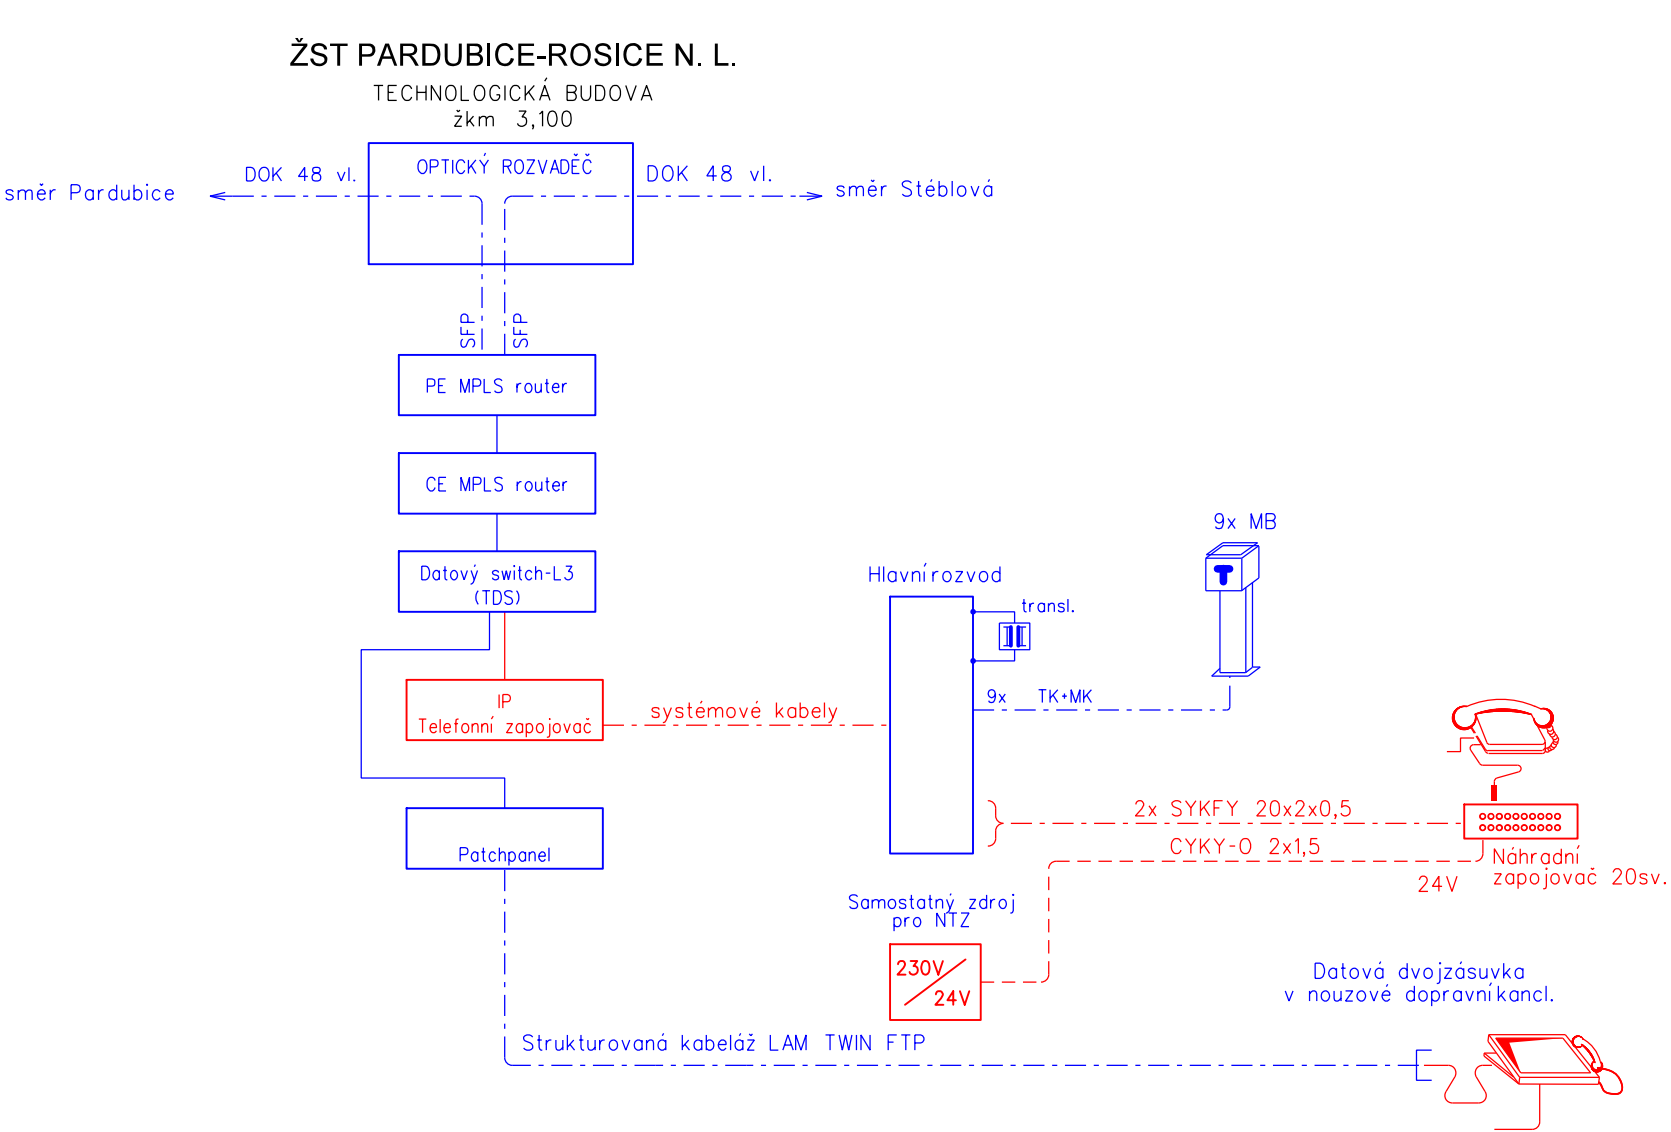 ŽST PARDUBICE-ROSICE N. L.
TECHNOLOGICKÁ BUDOVA
žkm 3,100
OPTICKÝ ROZVADĚČ
DOK 48 vl.
DOK 48 vl.
směr Pardubice
směr Stéblová
SFP
SFP
PE MPLS router
CE MPLS router
Datový switch-L3
(TDS)
IP
Telefonní zapojovač
systémové kabely
Patchpanel
Hlavní rozvod
transl.
9x MB
9x TK+MK
2x SYKFY 20x2x0,5
CYKY-O 2x1,5
24V
Náhradní
zapojovač 20sv.
Samostatný zdroj
pro NTZ
230V
24V
Datová dvojzásuvka
v nouzové dopravní kancl.
Strukturovaná kabeláž LAM TWIN FTP